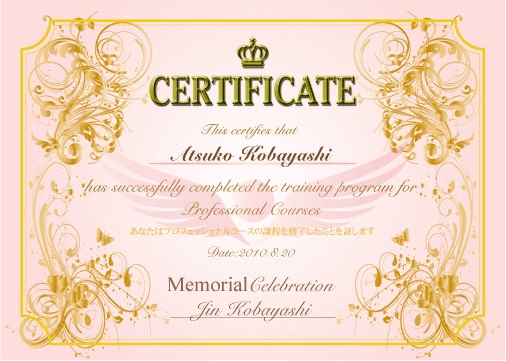 CERTIFICATE
This certifies that
Atsuko Kobayashi
has successfully completed the training program for
Professional Courses
あなたはプロフェッショナルコースの課程を修了したことを証します
Date:2010.8.20
Memorial Celebration
Jin Kobayashi